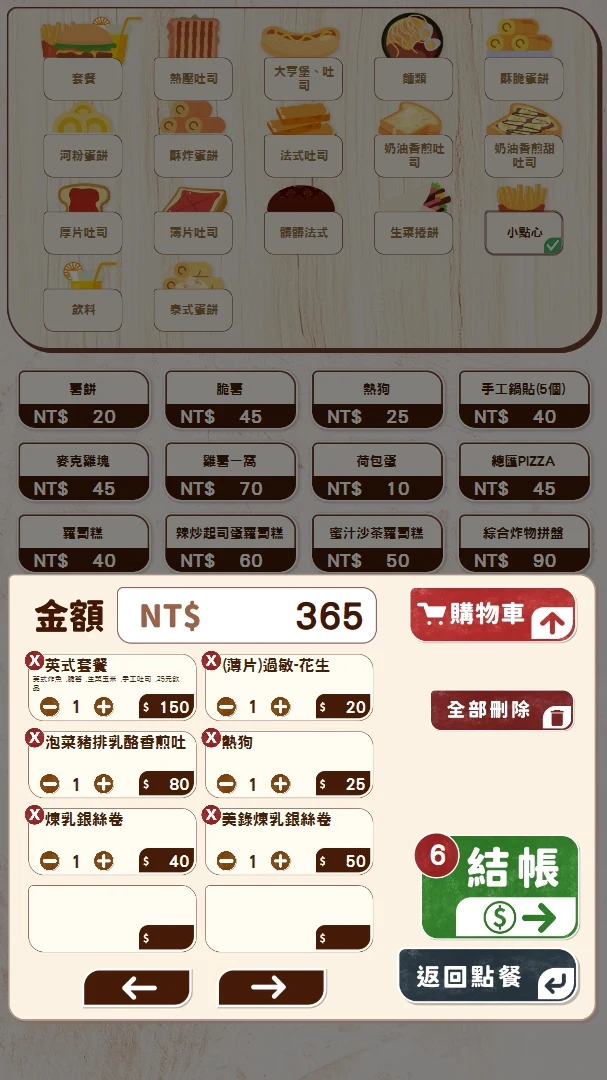 套餐
熱壓吐司
大亨堡、吐司
麵類
酥脆蛋餅
河粉蛋餅
酥炸蛋餅
法式吐司
奶油香煎吐司
奶油香煎甜吐司
厚片吐司
薄片吐司
髒髒法式
生菜捲餅
小點心
飲料
泰式蛋餅
薯餅
NT$ 20
脆薯
NT$ 45
熱狗
NT$ 25
手工鍋貼(5個)
NT$ 40
麥克雞塊
NT$ 45
雞薯一窩
NT$ 70
荷包蛋
NT$ 10
總匯PIZZA
NT$ 45
蘿蔔糕
NT$ 40
辣炒起司蛋蘿蔔糕
NT$ 60
蜜汁沙茶蘿蔔糕
NT$ 50
綜合炸物拼盤
NT$ 90
金額 NT$ 365
購物車
X 英式套餐
英式炸魚 ,脆薯 ,生菜玉米 ,手工吐司 ,25元飲品
1 $ 150
X (薄片)過敏-花生
1 $ 20
全部刪除
X 泡菜豬排乳酪香煎吐
1 $ 80
X 熱狗
1 $ 25
X 煉乳銀絲卷
1 $ 40
X 美錄煉乳銀絲卷
1 $ 50
6 結帳
$
$
$
返回點餐